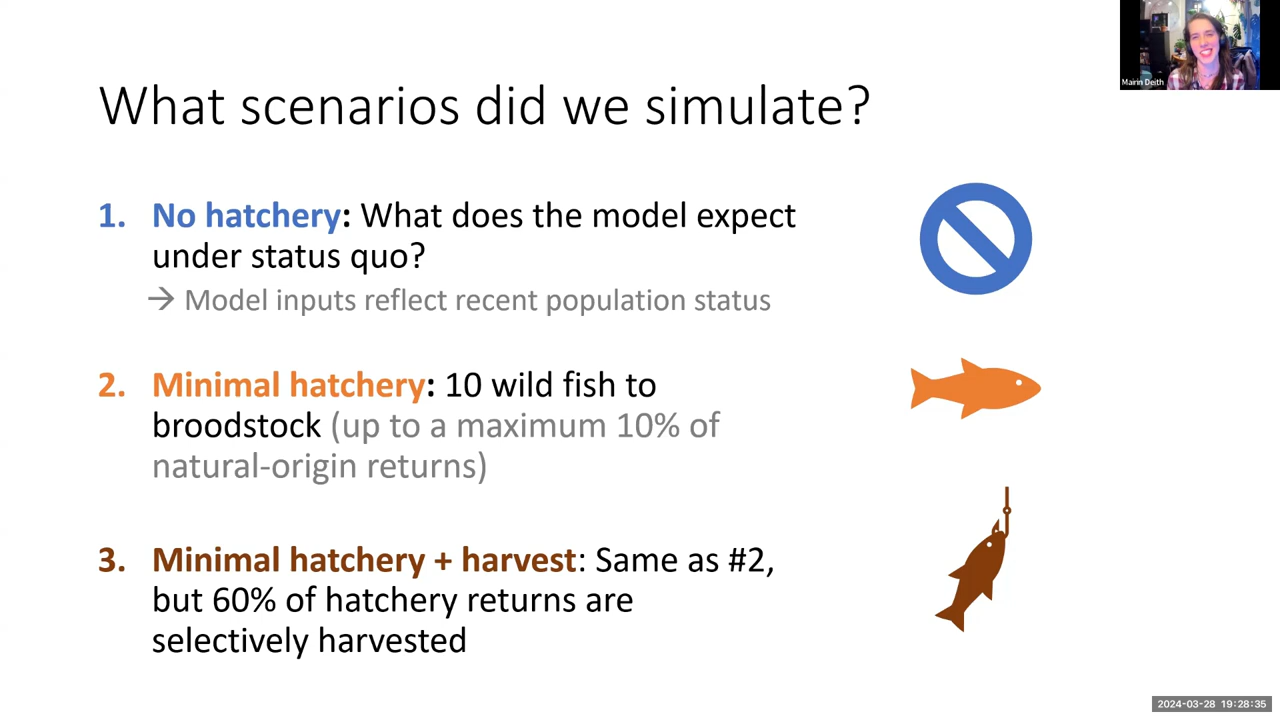 Mairin Deith
What scenarios did we simulate?
1. No hatchery: What does the model expect
under status quo?
→ Model inputs reflect recent population status
2. Minimal hatchery: 10 wild fish to
broodstock (up to a maximum 10% of
natural-origin returns)
3. Minimal hatchery + harvest: Same as #2,
but 60% of hatchery returns are
selectively harvested
2024-03-28 19:28:35